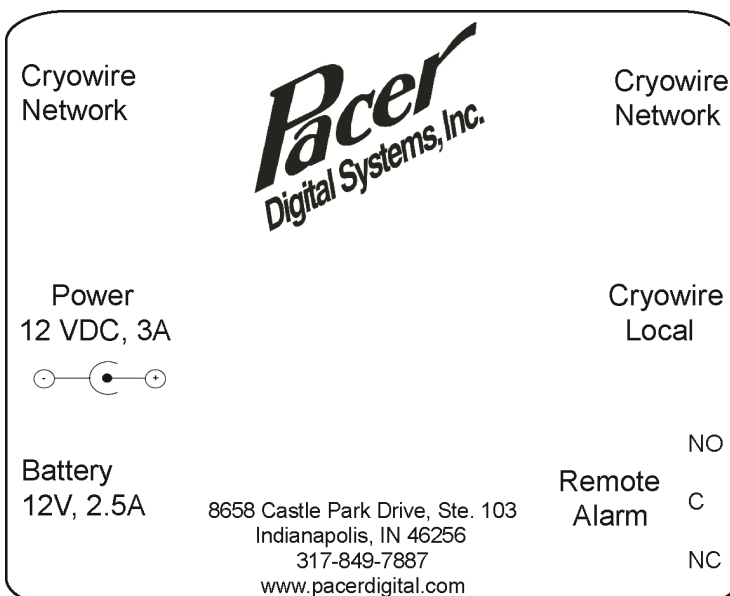 Cryowire
Network
Pacer
Digital Systems, Inc.
Cryowire
Network
Power
12 VDC, 3A
- +
Cryowire
Local
Battery
12V, 2.5A
8658 Castle Park Drive, Ste. 103
Indianapolis, IN 46256
317-849-7887
www.pacerdigital.com
Remote
Alarm
NO
C
NC